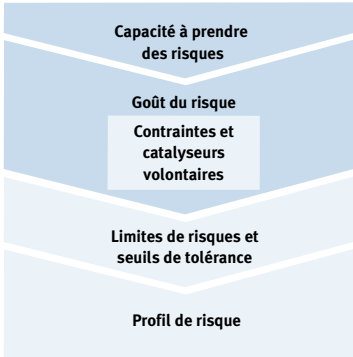 Capacité à prendre
des risques
Goût du risque
Contraintes et
catalyseurs
volontaires
Limites de risques et
seuils de tolérance
Profil de risque